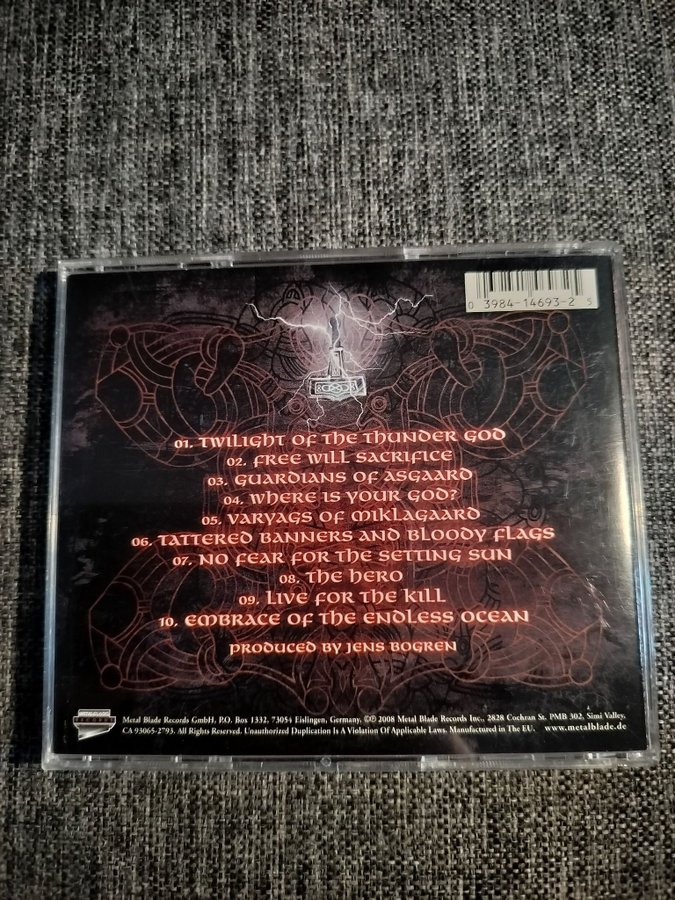 0 3984-14693-2 5
01. TWILIGHT OF THE THUNDER GOD
02. FREE WILL SACRIFICE
03. GUARDIANS OF ASGAARD
04. WHERE IS YOUR GOD?
05. VARYAGS OF MIKLAGAARD
06. TATTERED BANNERS AND BLOODY FLAGS
07. NO FEAR FOR THE SETTING SUN
08. THE HERO
09. LIVE FOR THE KILL
10. EMBRACE OF THE ENDLESS OCEAN
PRODUCED BY JENS BOGREN
METAL BLADE
RECORDS
Metal Blade Records GmbH, P.O. Box 1332, 73054 Eislingen, Germany, ©℗ 2008 Metal Blade Records Inc., 2828 Cochran St. PMB 302, Simi Valley,
CA 93065-2793. All Rights Reserved. Unauthorized Duplication Is A Violation Of Applicable Laws. Manufactured in The EU. www.metalblade.de